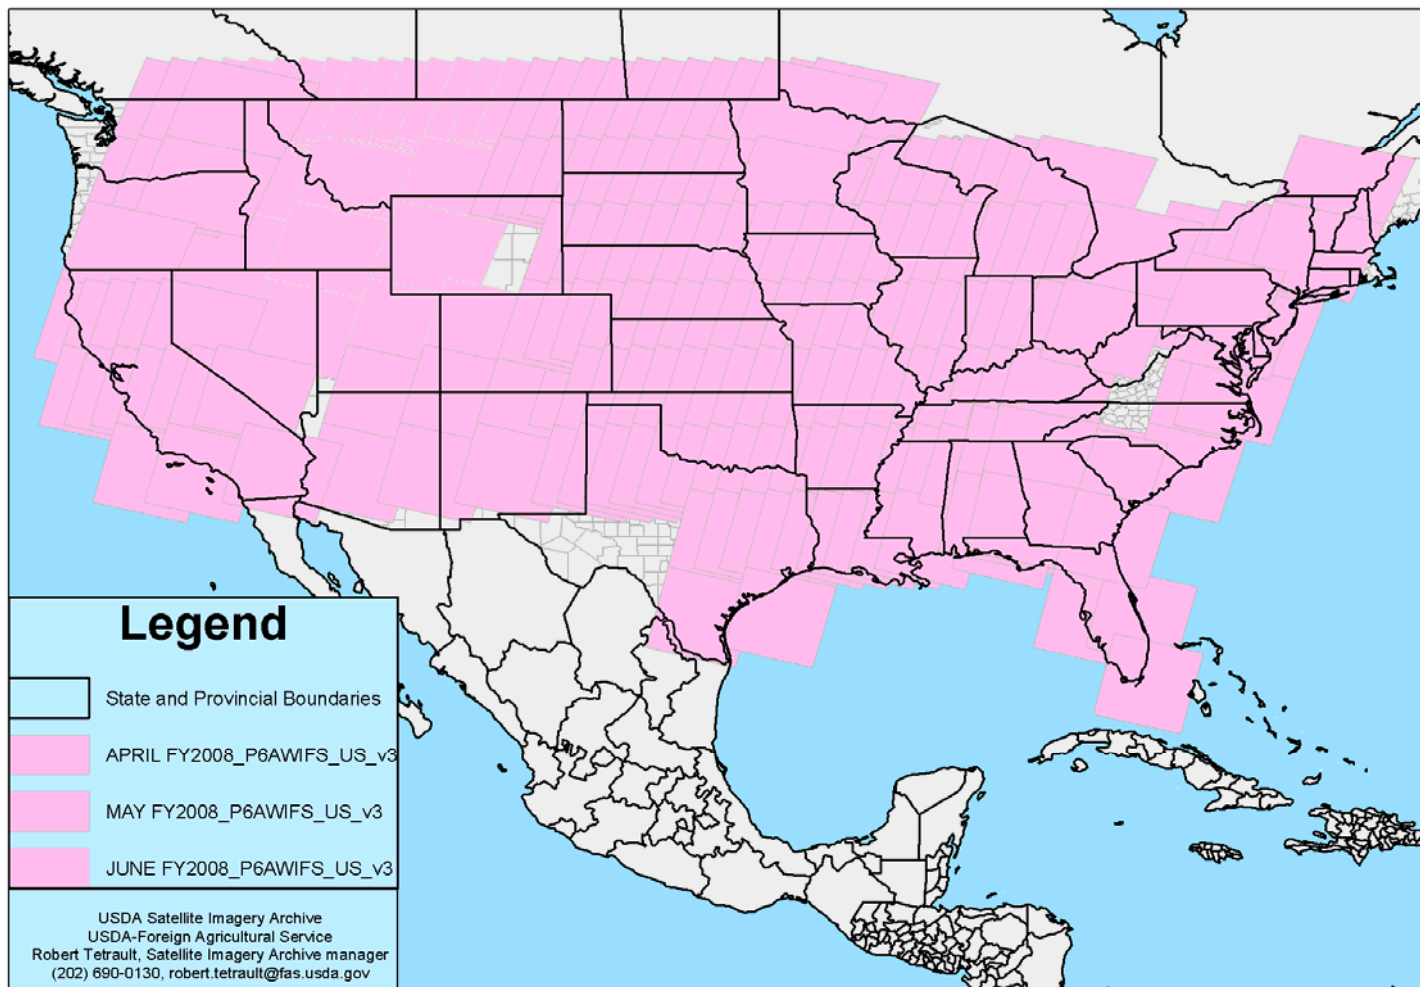 Legend
State and Provincial Boundaries
APRIL FY2008_P6AWIFS_US_v3
MAY FY2008_P6AWIFS_US_v3
JUNE FY2008_P6AWIFS_US_v3
USDA Satellite Imagery Archive
USDA-Foreign Agricultural Service
Robert Tetrault, Satellite Imagery Archive manager
(202) 690-0130, robert.tetrault@fas.usda.gov